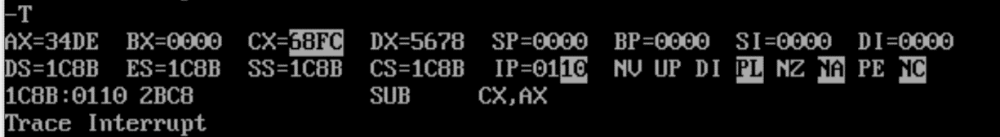 -T
AX=34DE BX=0000 CX=68FC DX=5678 SP=0000 BP=0000 SI=0000 DI=0000
DS=1C8B ES=1C8B SS=1C8B CS=1C8B IP=0110 NV UP DI PL NZ NA PE NC
1C8B:0110 2BC8 SUB CX,AX
Trace Interrupt